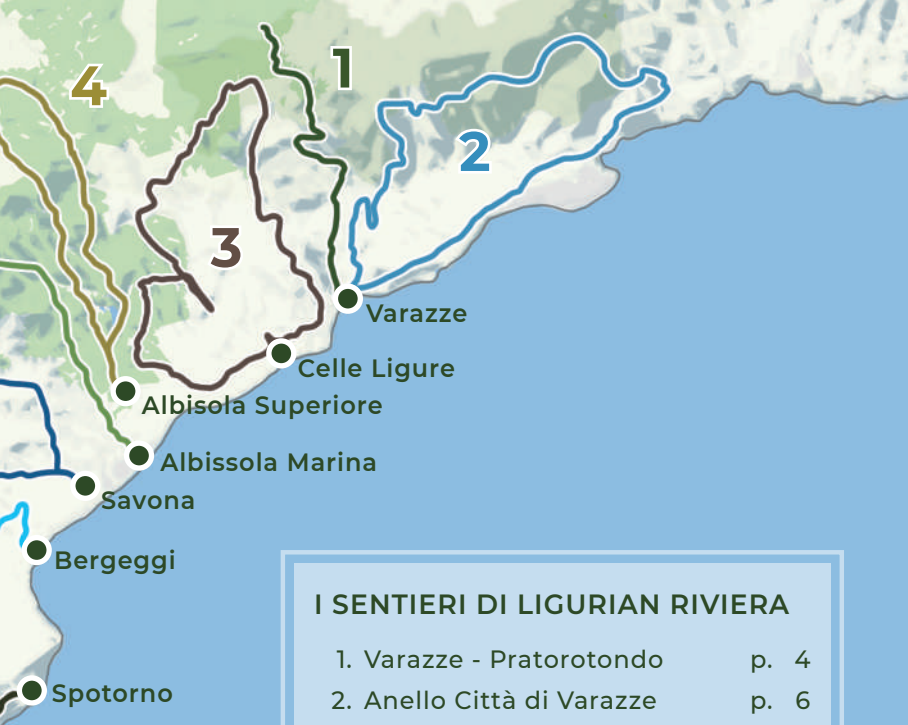 1
4
2
3
Varazze
Celle Ligure
Albisola Superiore
Albissola Marina
Savona
Bergeggi
Spotorno
I SENTIERI DI LIGURIAN RIVIERA
1. Varazze - Pratorotondo p. 4
2. Anello Città di Varazze p. 6